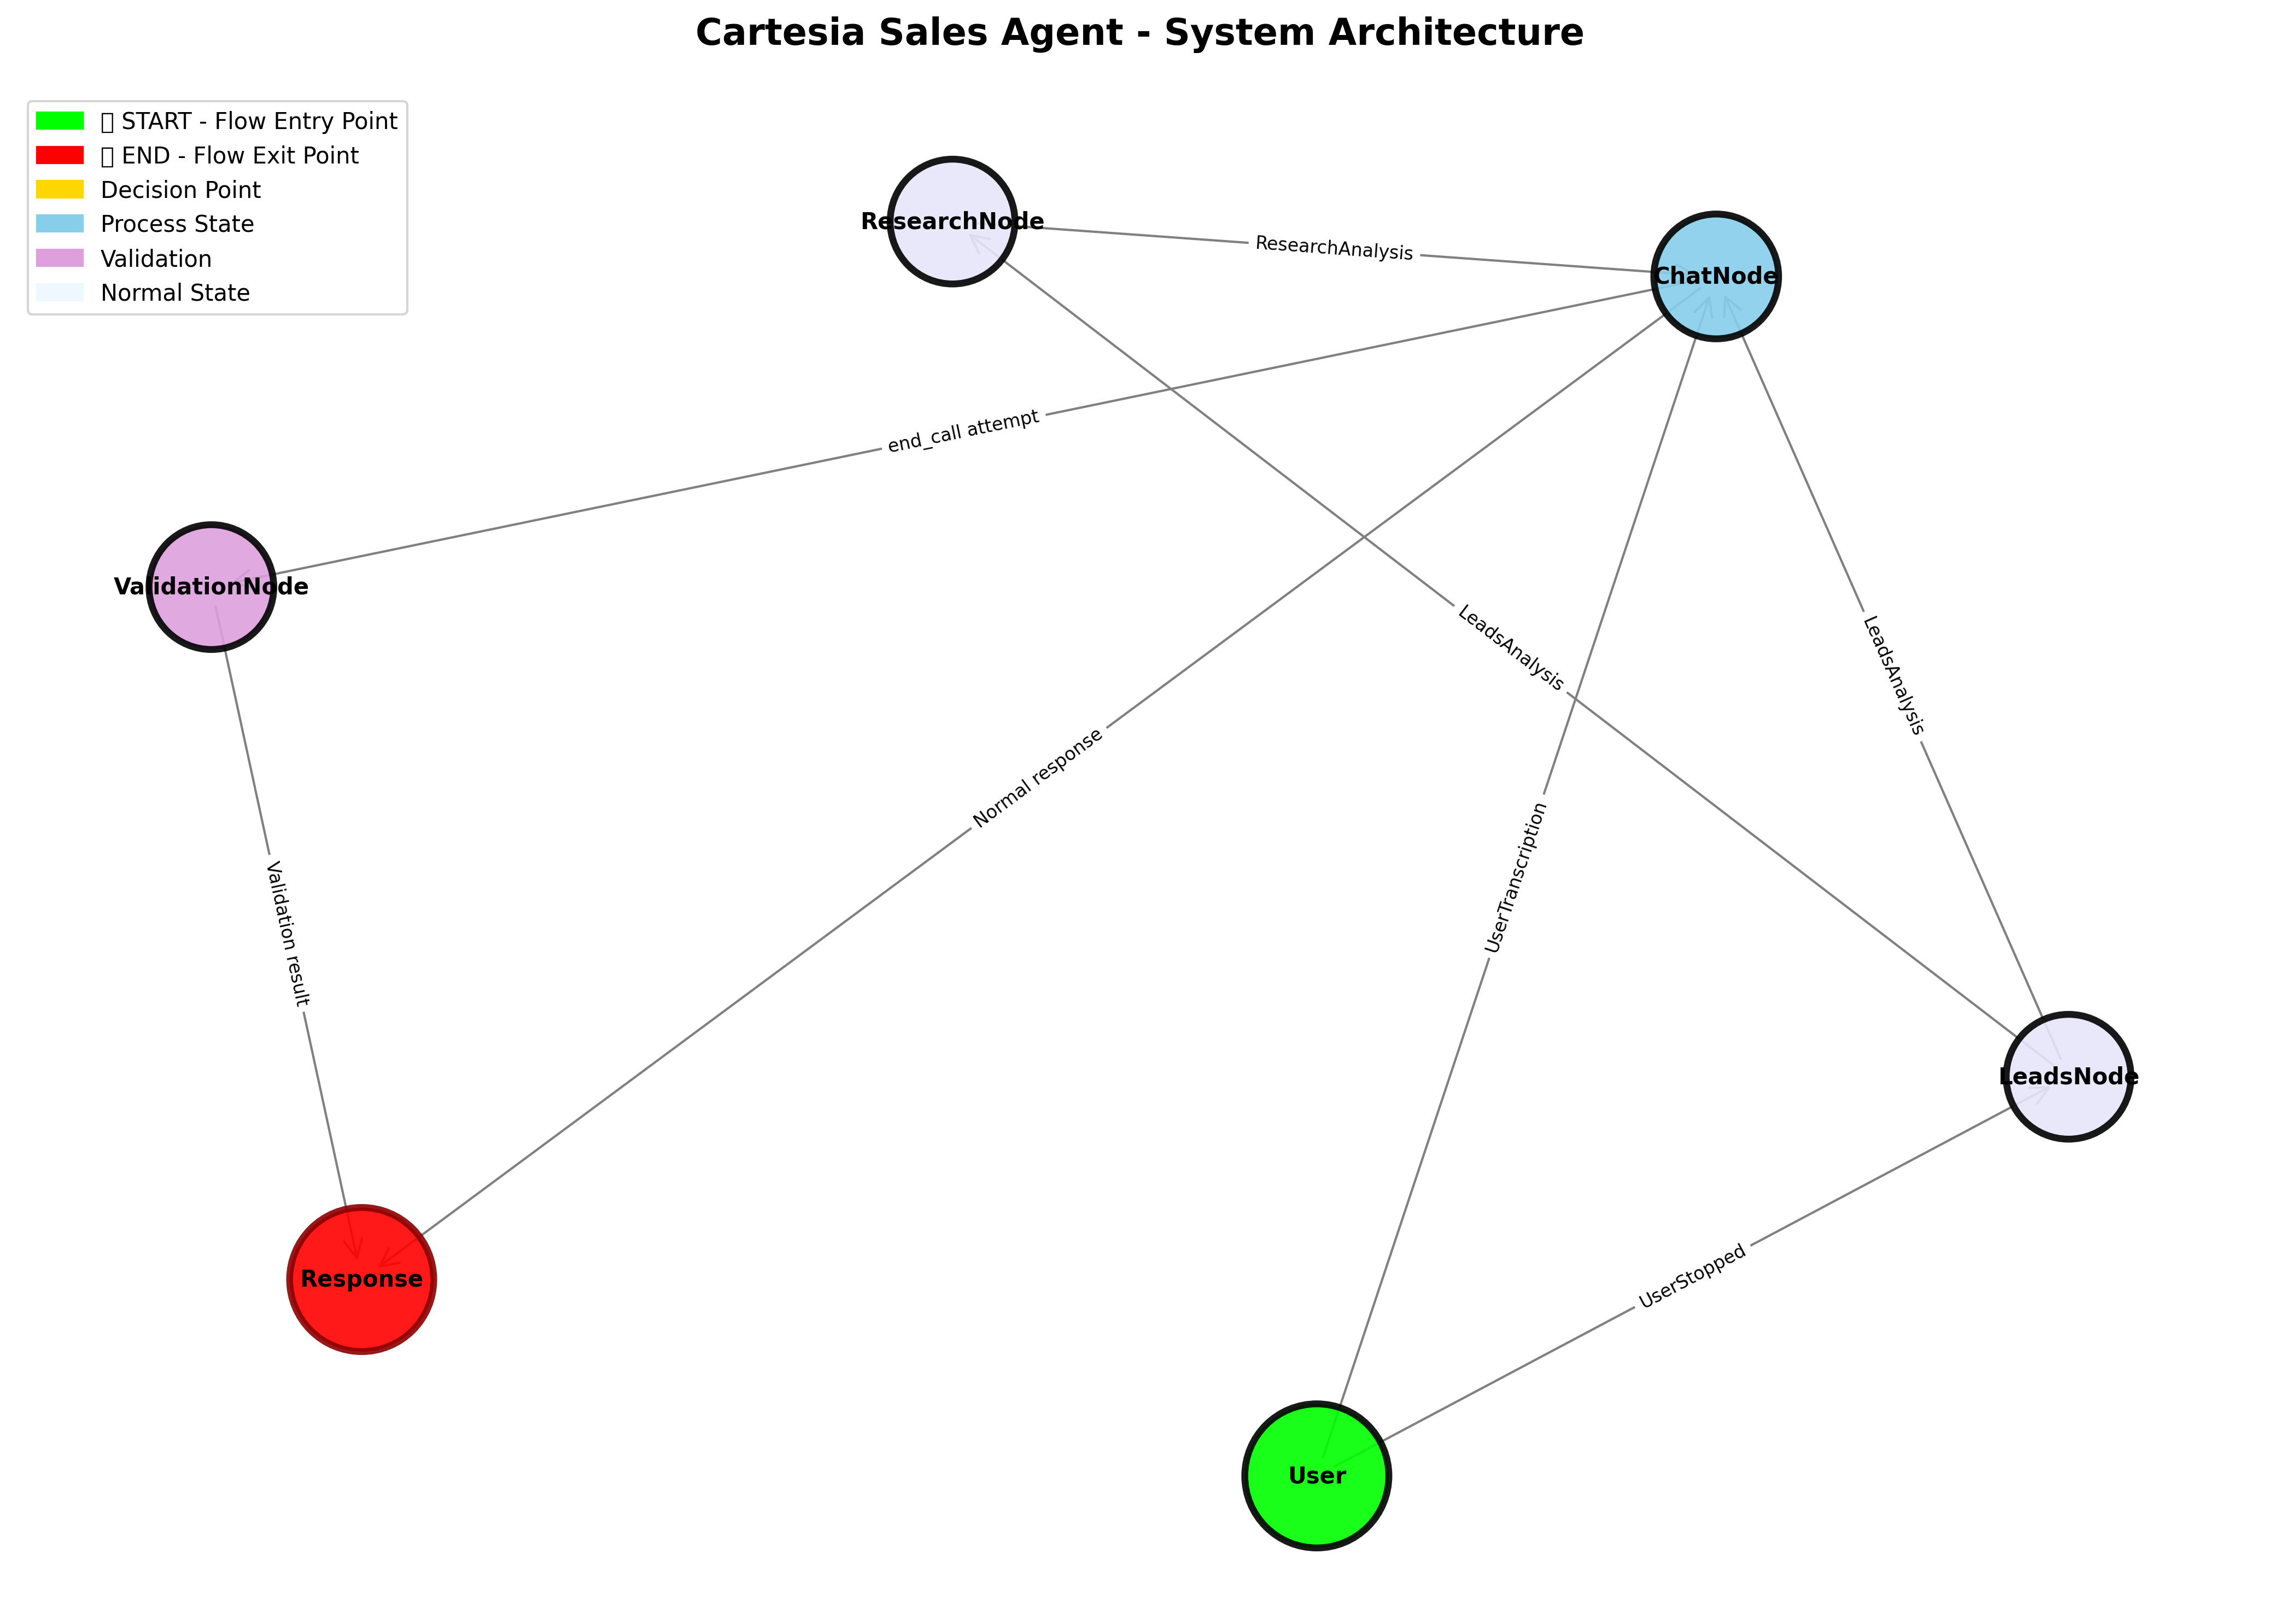 Cartesia Sales Agent - System Architecture
START - Flow Entry Point
END - Flow Exit Point
Decision Point
Process State
Validation
Normal State
ResearchNode
ResearchAnalysis
ChatNode
end_call attempt
ValidationNode
LeadsAnalysis
LeadsAnalysis
Normal response
UserTranscription
Validation result
LeadsNode
UserStopped
Response
User